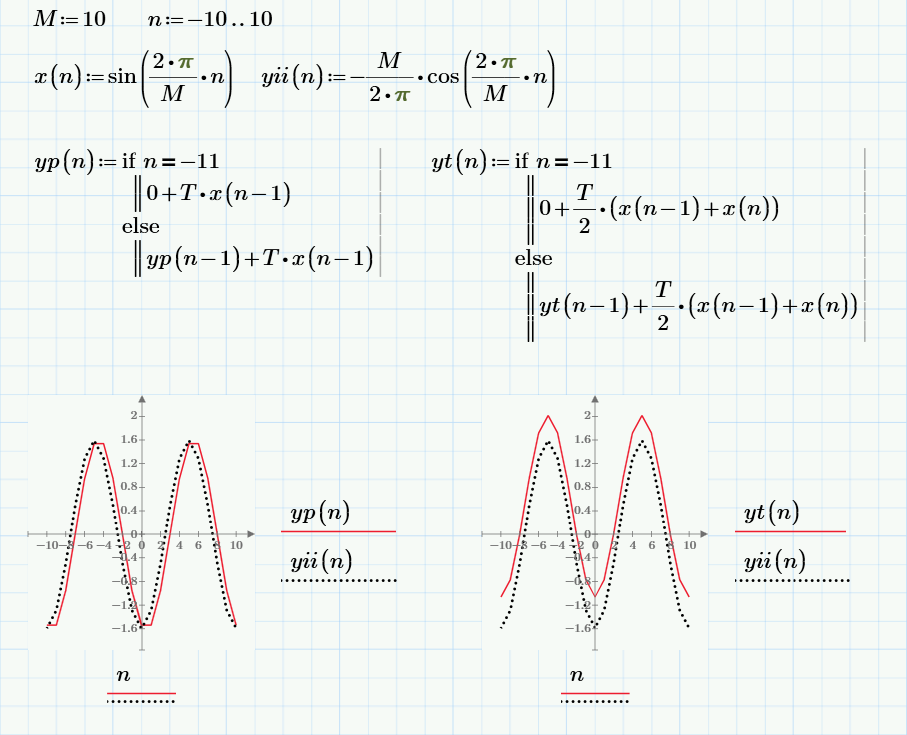 M:=10 n:=−10..10
x(n):=sin(2•π/M•n) yii(n):=−M/(2•π)•cos(2•π/M•n)
yp(n):=if n=−11
0+T•x(n−1)
else
yp(n−1)+T•x(n−1)
yt(n):=if n=−11
0+T/2•(x(n−1)+x(n))
else
yt(n−1)+T/2•(x(n−1)+x(n))
2
1.6
1.2
0.8
0.4
0
−0.4
−0.8
−1.2
−1.6
−10 −8 −6 −4 −2 0 2 4 6 8 10
yp(n)
yii(n)
n
2
1.6
1.2
0.8
0.4
0
−0.4
−0.8
−1.2
−1.6
−10 −8 −6 −4 −2 0 2 4 6 8 10
yt(n)
yii(n)
n